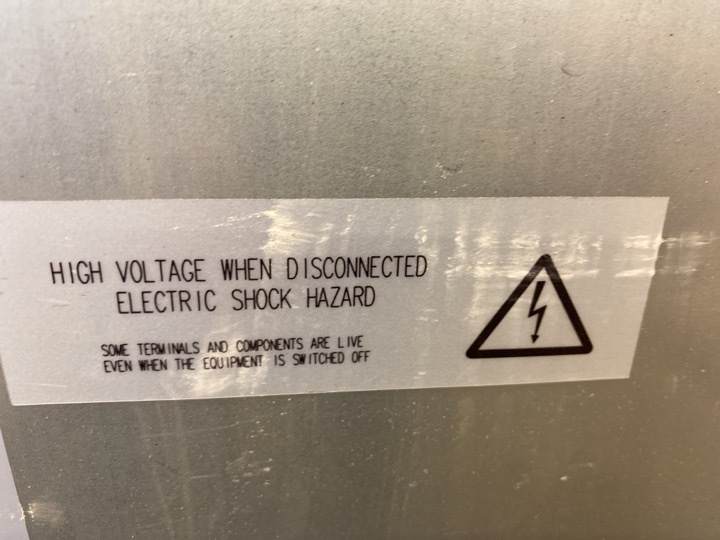 HIGH VOLTAGE WHEN DISCONNECTED
ELECTRIC SHOCK HAZARD
SOME TERMINALS AND COMPONENTS ARE LIVE
EVEN WHEN THE EQUIPMENT IS SWITCHED OFF